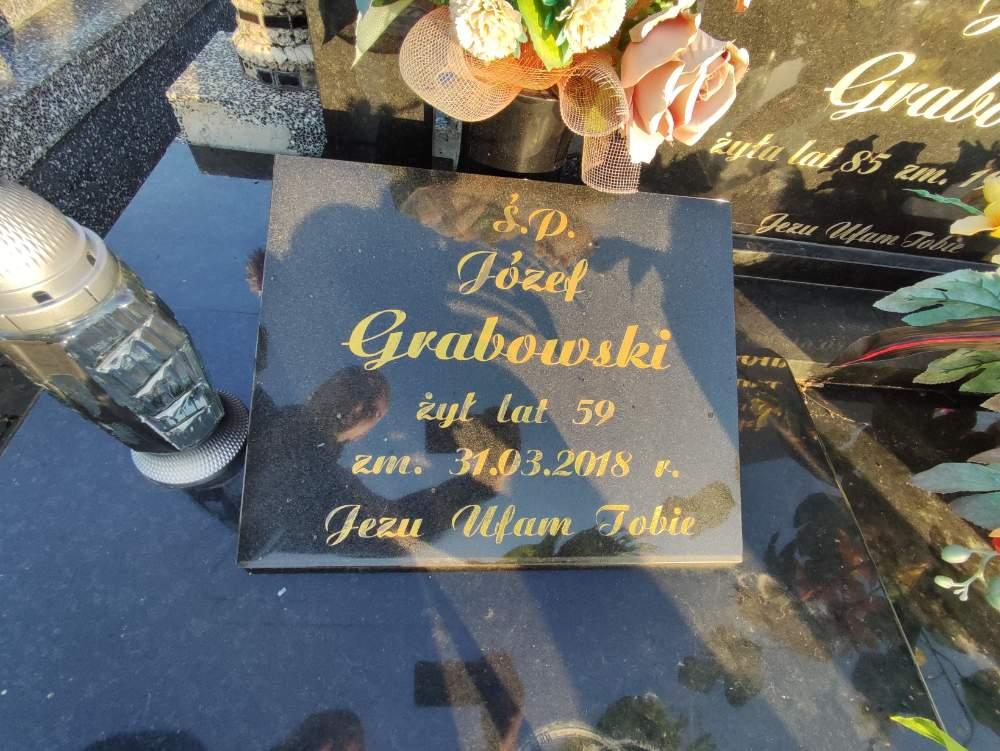 Ś.P.
Józef
Grabowski
żył lat 59
zm. 31.03.2018 r.
Jezu Ufam Tobie
żyła lat 85 zm.
Jezu Ufam Tobie